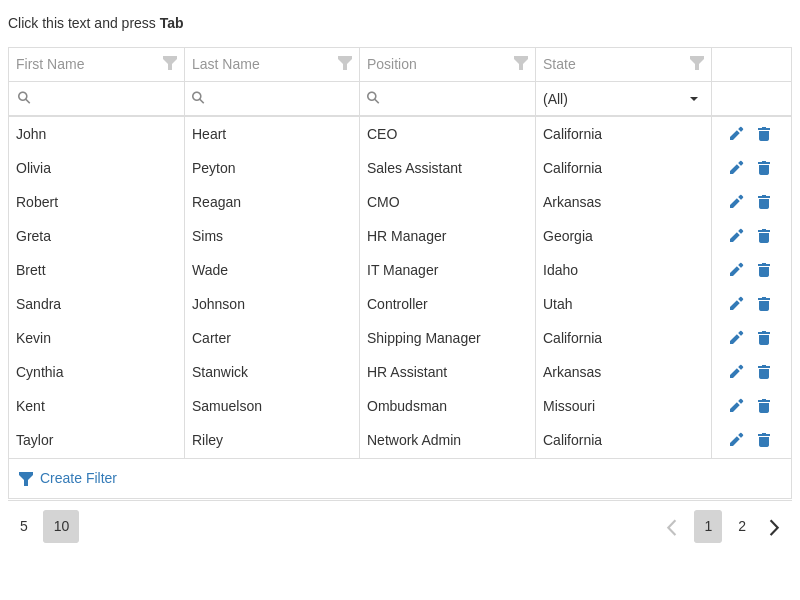 Click this text and press Tab
First Name Last Name Position State
(All)
John Heart CEO California
Olivia Peyton Sales Assistant California
Robert Reagan CMO Arkansas
Greta Sims HR Manager Georgia
Brett Wade IT Manager Idaho
Sandra Johnson Controller Utah
Kevin Carter Shipping Manager California
Cynthia Stanwick HR Assistant Arkansas
Kent Samuelson Ombudsman Missouri
Taylor Riley Network Admin California
Create Filter
5 10 1 2